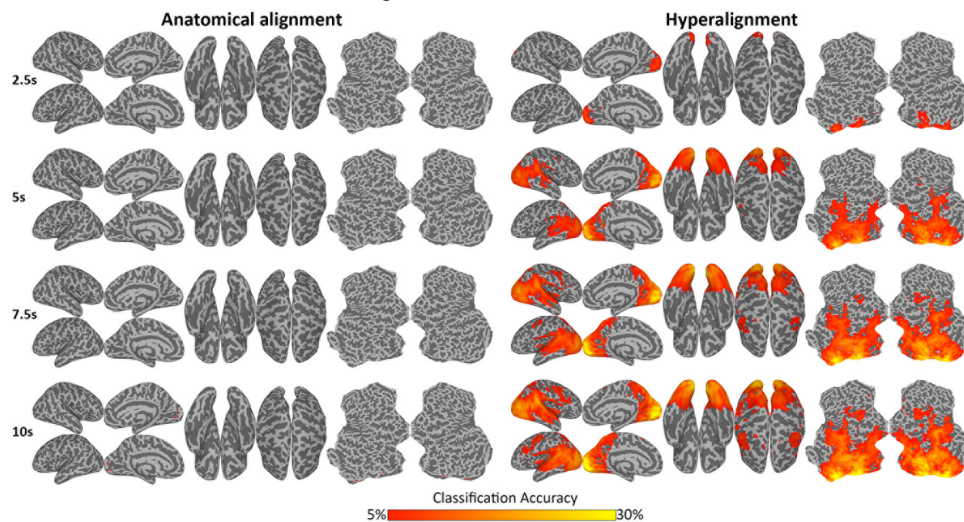 Anatomical alignment
Hyperalignment
2.5s
5s
7.5s
10s
Classification Accuracy
5%
30%